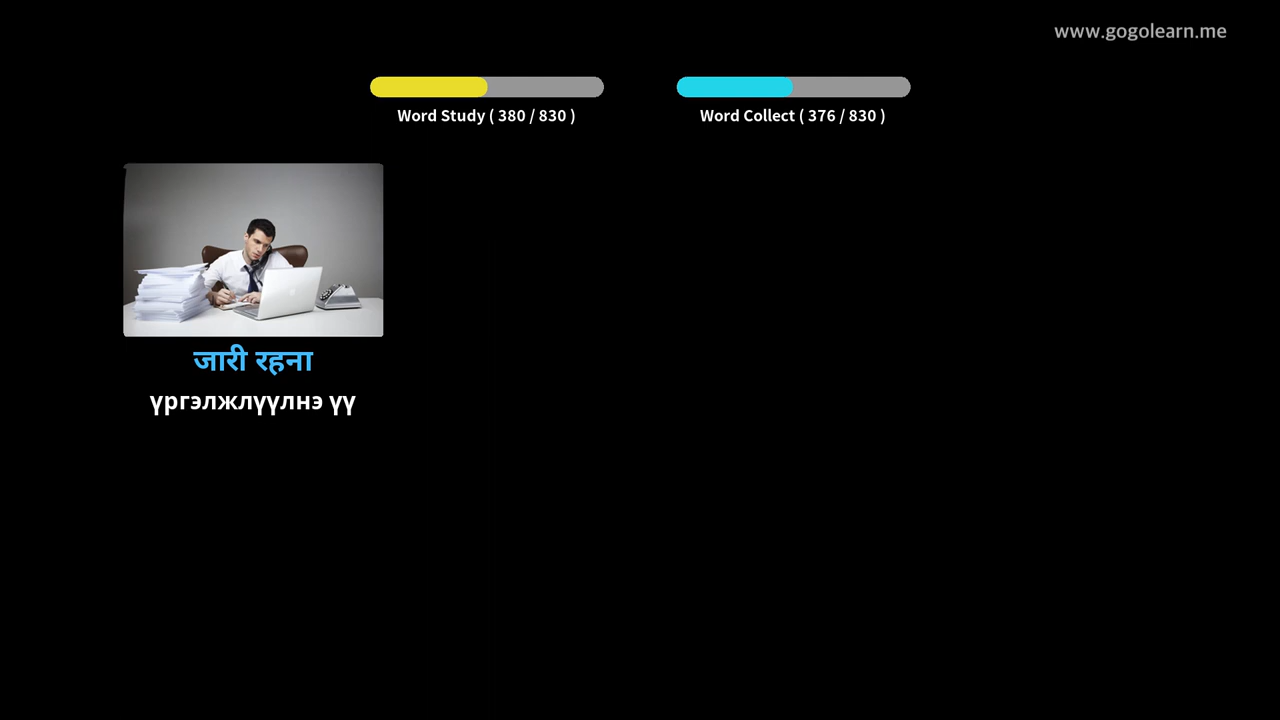 www.gogolearn.me
Word Study ( 380 / 830 )
Word Collect ( 376 / 830 )
जारी रहना
үргэлжлүүлнэ үү